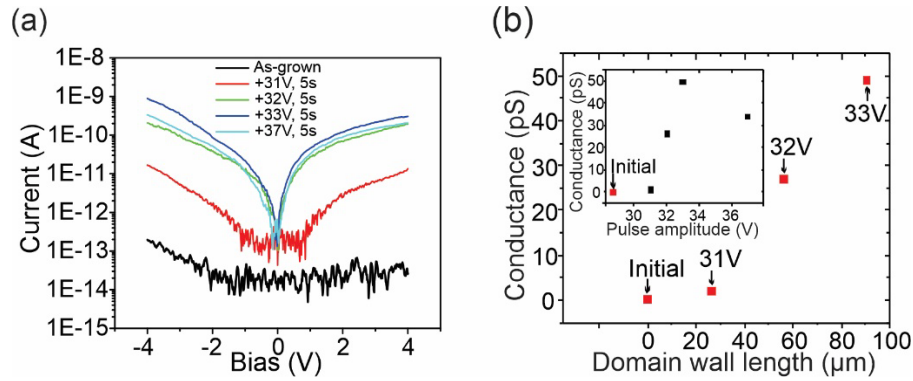 (a)
Current (A)
1E-8
1E-9
1E-10
1E-11
1E-12
1E-13
1E-14
1E-15
As-grown
+31V, 5s
+32V, 5s
+33V, 5s
+37V, 5s
-4
-2
0
2
4
Bias (V)
(b)
Conductance (pS)
50
40
30
20
10
0
Conductance (pS)
50
40
30
20
10
0
Initial
30
32
34
36
Pulse amplitude (V)
33V
32V
31V
Initial
0
20
40
60
80
100
Domain wall length (μm)